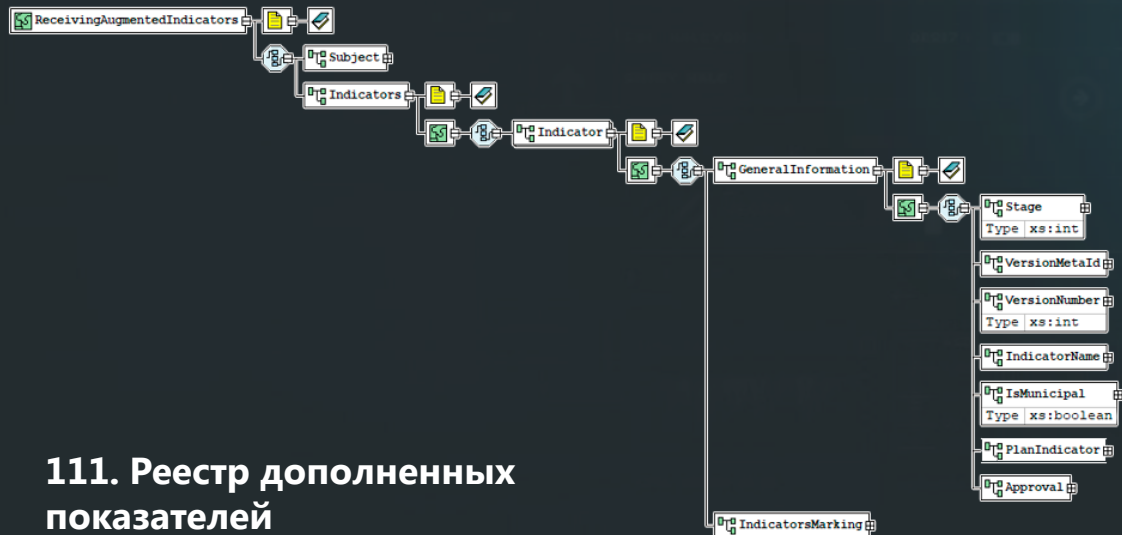 ReceivingAugmentedIndicators
Subject
Indicators
Indicator
GeneralInformation
Stage
Type xs:int
VersionMetaId
VersionNumber
Type xs:int
IndicatorName
IsMunicipal
Type xs:boolean
PlanIndicator
Approval
IndicatorsMarking
111. Реестр дополненных
показателей